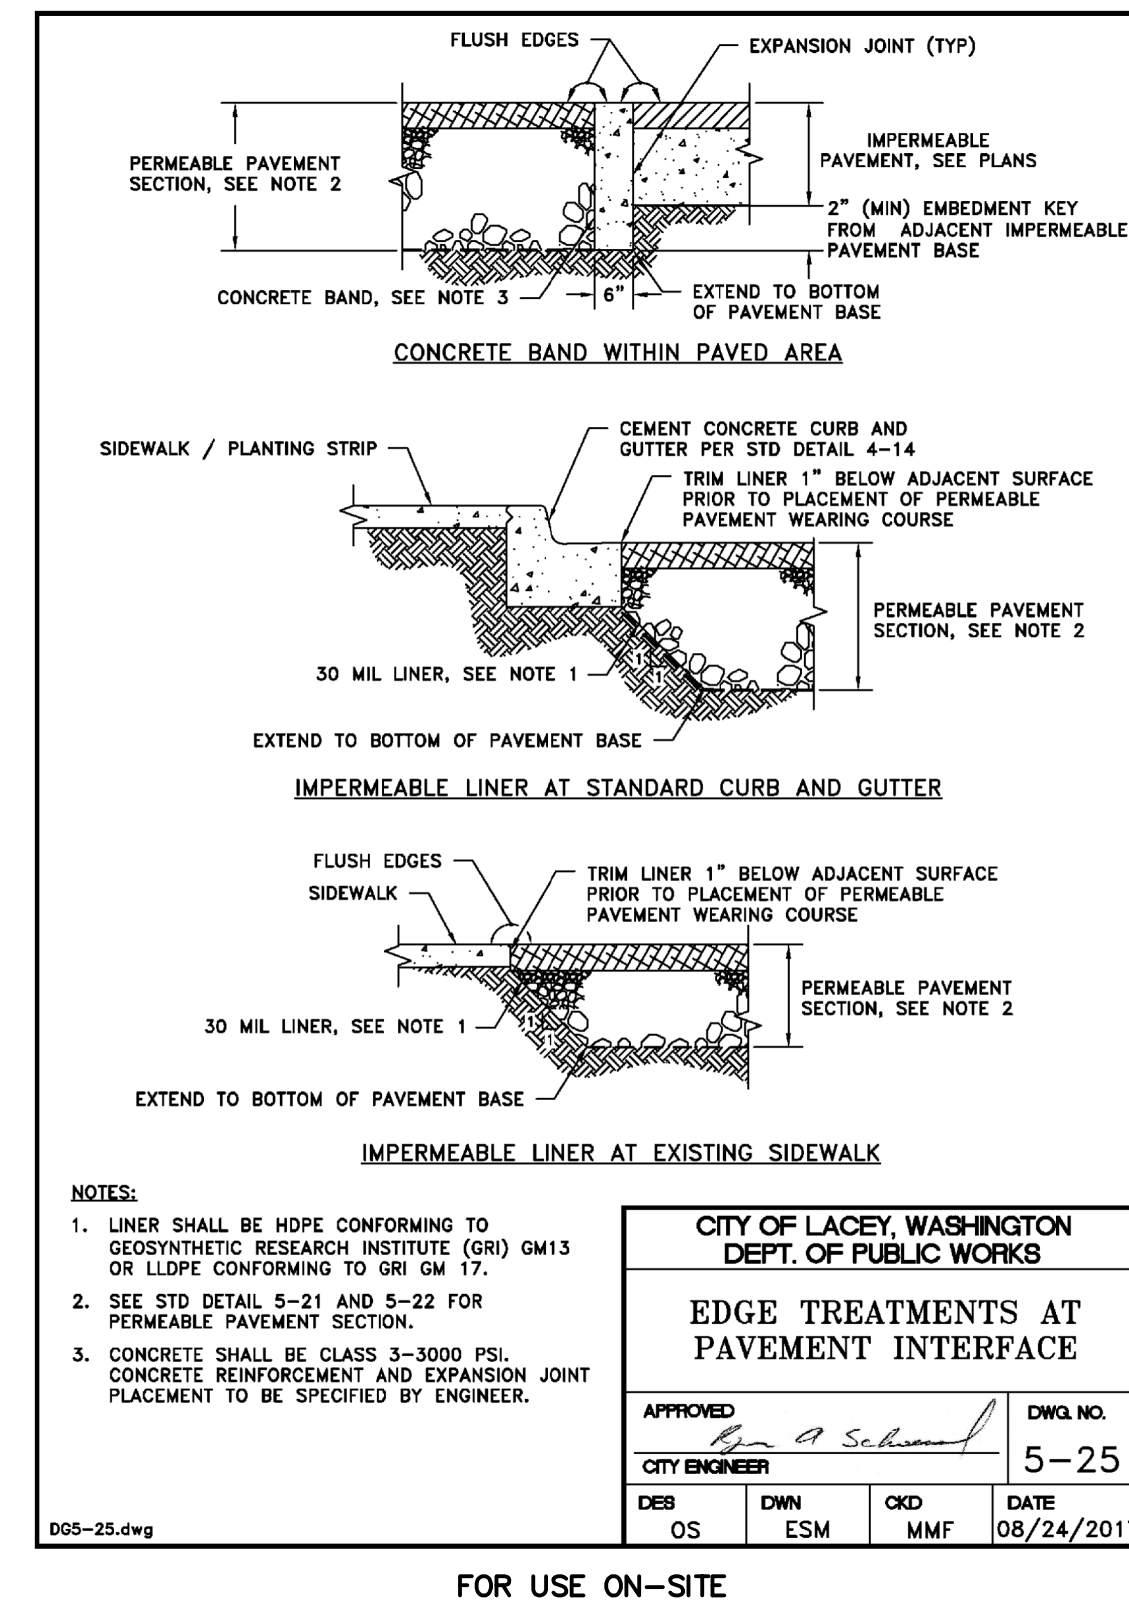 FLUSH EDGES
EXPANSION JOINT (TYP)
PERMEABLE PAVEMENT
SECTION, SEE NOTE 2
IMPERMEABLE
PAVEMENT, SEE PLANS
2" (MIN) EMBEDMENT KEY
FROM ADJACENT IMPERMEABLE
PAVEMENT BASE
CONCRETE BAND, SEE NOTE 3
6"
EXTEND TO BOTTOM
OF PAVEMENT BASE
CONCRETE BAND WITHIN PAVED AREA
SIDEWALK / PLANTING STRIP
CEMENT CONCRETE CURB AND
GUTTER PER STD DETAIL 4-14
TRIM LINER 1" BELOW ADJACENT SURFACE
PRIOR TO PLACEMENT OF PERMEABLE
PAVEMENT WEARING COURSE
PERMEABLE PAVEMENT
SECTION, SEE NOTE 2
1
1
30 MIL LINER, SEE NOTE 1
EXTEND TO BOTTOM OF PAVEMENT BASE
IMPERMEABLE LINER AT STANDARD CURB AND GUTTER
FLUSH EDGES
SIDEWALK
TRIM LINER 1" BELOW ADJACENT SURFACE
PRIOR TO PLACEMENT OF PERMEABLE
PAVEMENT WEARING COURSE
PERMEABLE PAVEMENT
SECTION, SEE NOTE 2
1
1
30 MIL LINER, SEE NOTE 1
EXTEND TO BOTTOM OF PAVEMENT BASE
IMPERMEABLE LINER AT EXISTING SIDEWALK
NOTES:
1. LINER SHALL BE HDPE CONFORMING TO
GEOSYNTHETIC RESEARCH INSTITUTE (GRI) GM13
OR LLDPE CONFORMING TO GRI GM 17.
2. SEE STD DETAIL 5-21 AND 5-22 FOR
PERMEABLE PAVEMENT SECTION.
3. CONCRETE SHALL BE CLASS 3-3000 PSI.
CONCRETE REINFORCEMENT AND EXPANSION JOINT
PLACEMENT TO BE SPECIFIED BY ENGINEER.
DG5-25.dwg
CITY OF LACEY, WASHINGTON
DEPT. OF PUBLIC WORKS
EDGE TREATMENTS AT
PAVEMENT INTERFACE
APPROVED
CITY ENGINEER
DWG. NO.
5-25
DES
OS
DWN
ESM
CKD
MMF
DATE
08/24/201
FOR USE ON-SITE